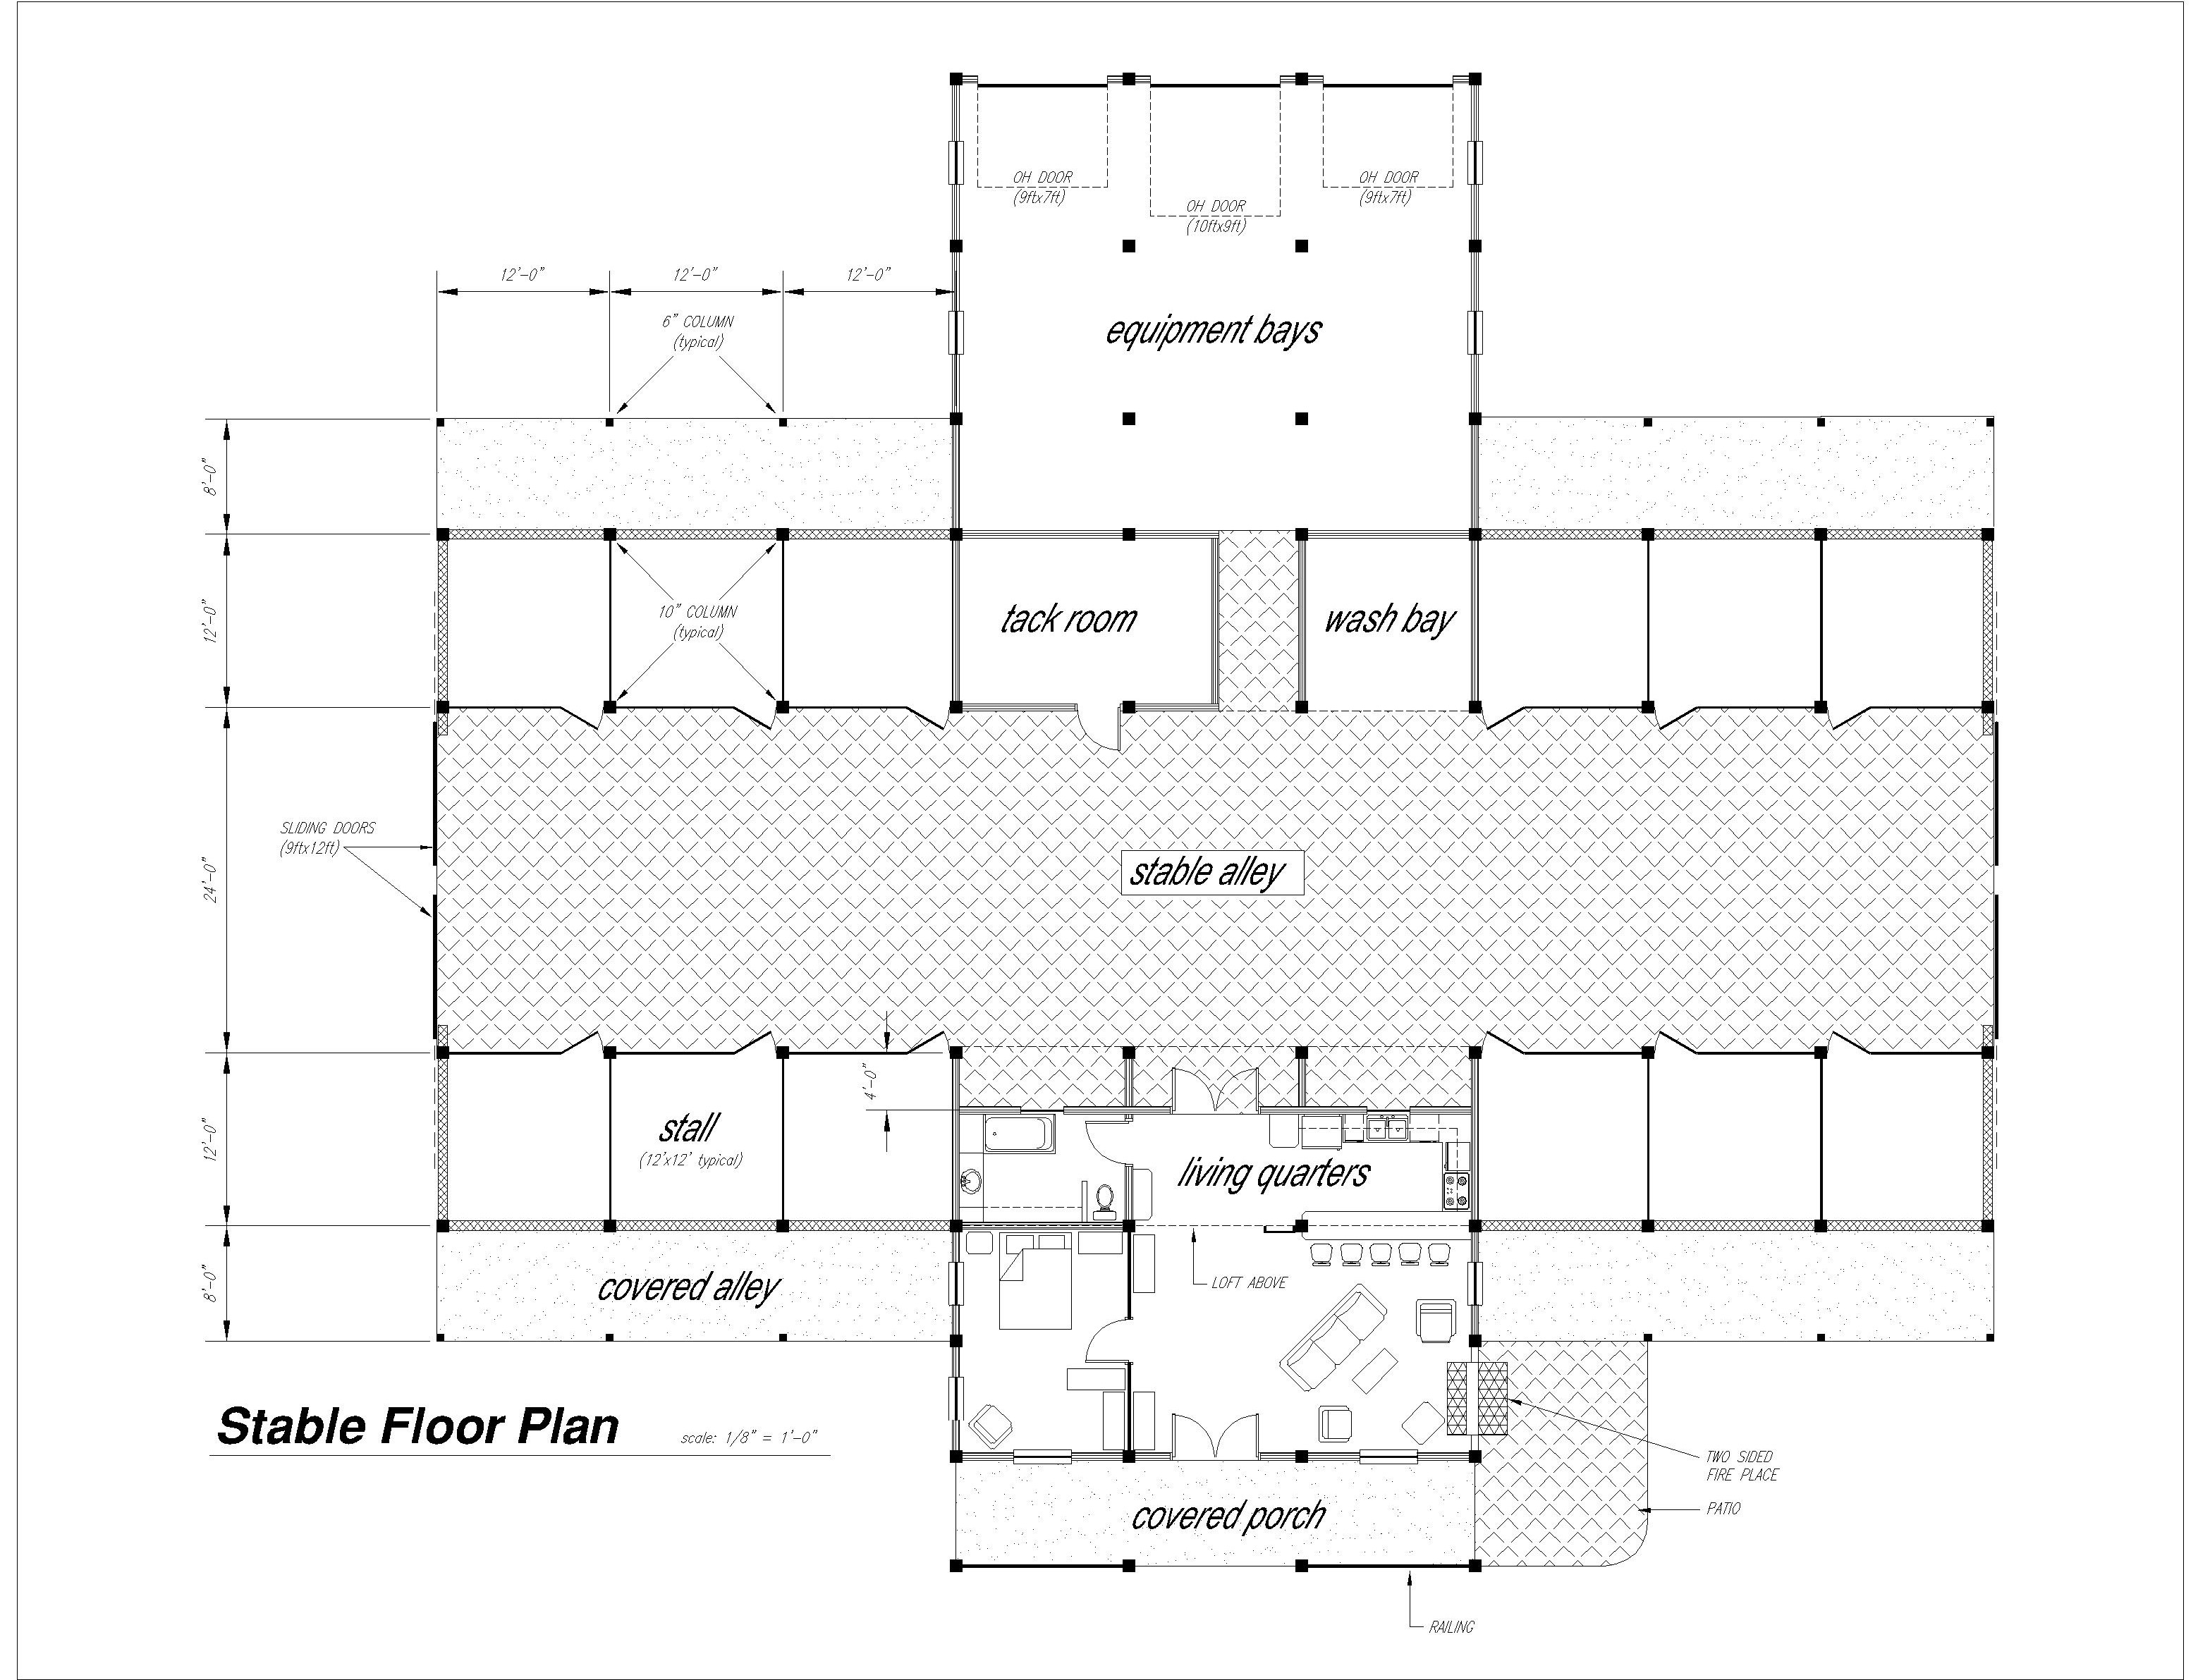 OH DOOR
(9ftx7ft)
OH DOOR
(10ftx9ft)
OH DOOR
(9ftx7ft)
12'-0"
12'-0"
12'-0"
6" COLUMN
(typical)
equipment bays
8'-0"
12'-0"
10" COLUMN
(typical)
tack room
wash bay
SLIDING DOORS
(9ftx12ft)
24'-0"
stable alley
4'-0"
12'-0"
stall
(12'x12' typical)
living quarters
8'-0"
covered alley
LOFT ABOVE
Stable Floor Plan
scale: 1/8" = 1'-0"
TWO SIDED
FIRE PLACE
PATIO
covered porch
RAILING